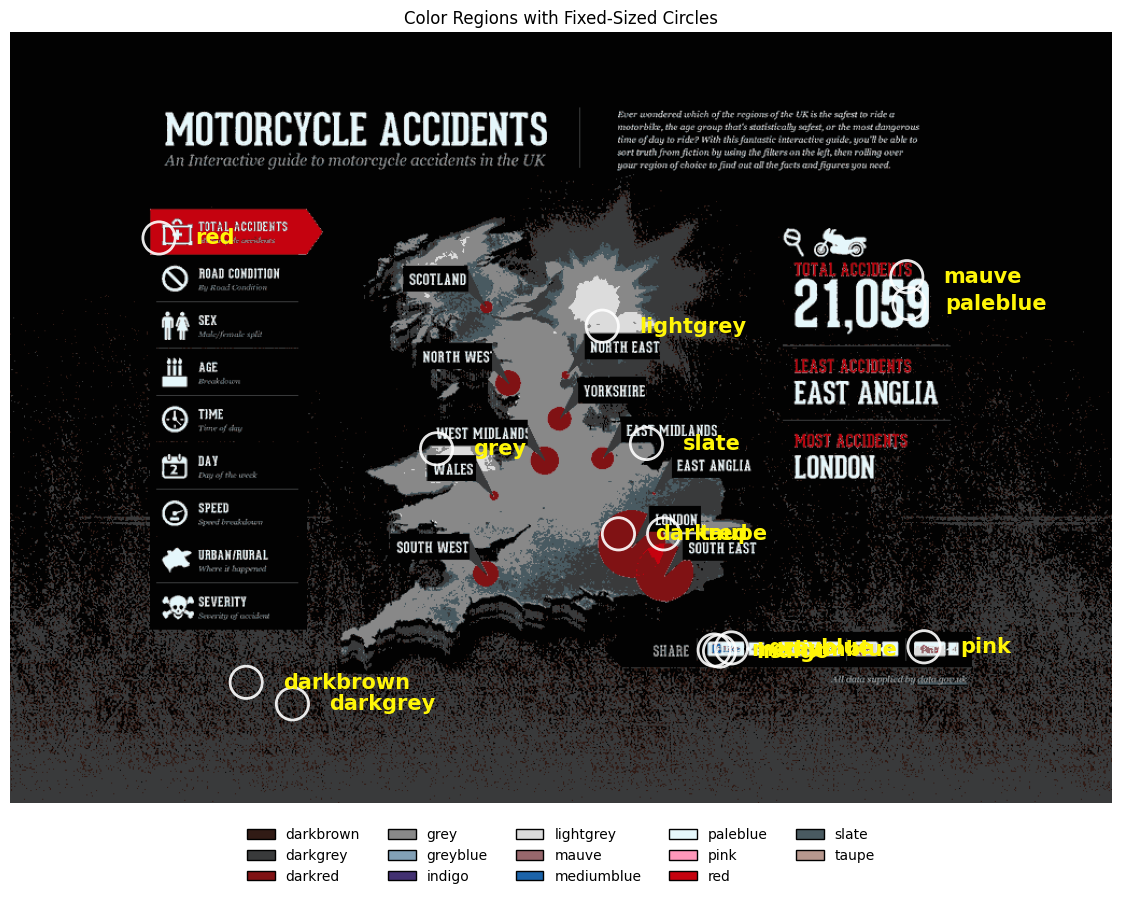 Color Regions with Fixed-Sized Circles
MOTORCYCLE ACCIDENTS
An Interactive guide to motorcycle accidents in the UK
Ever wondered which of the regions of the UK is the safest to ride a
motorbike, the age group that's statistically safest, or the most dangerous
time of day to ride? With this fantastic interactive guide, you'll be able to
sort truth from fiction by using the filters on the left, then rolling over
your region of choice to find out all the facts and figures you need.
TOTAL ACCIDENTS
accidents
red
ROAD CONDITION
By Road Condition
SEX
Male/female split
AGE
Breakdown
TIME
Time of day
2
DAY
Day of the week
SPEED
Speed breakdown
URBAN/RURAL
Where it happened
SEVERITY
Severity of accident
SCOTLAND
lightgrey
NORTH EAST
NORTH WEST
YORKSHIRE
WEST MIDLANDS
EAST MIDLANDS
grey
slate
WALES
EAST ANGLIA
LONDON
darkred
taupe
SOUTH WEST
SOUTH EAST
TOTAL ACCIDENTS
mauve
21,059
paleblue
LEAST ACCIDENTS
EAST ANGLIA
MOST ACCIDENTS
LONDON
SHARE
indigo
pink
All data supplied by data.gov.uk
darkbrown
darkgrey
darkbrown grey lightgrey paleblue slate
darkgrey greyblue mauve pink taupe
darkred indigo mediumblue red